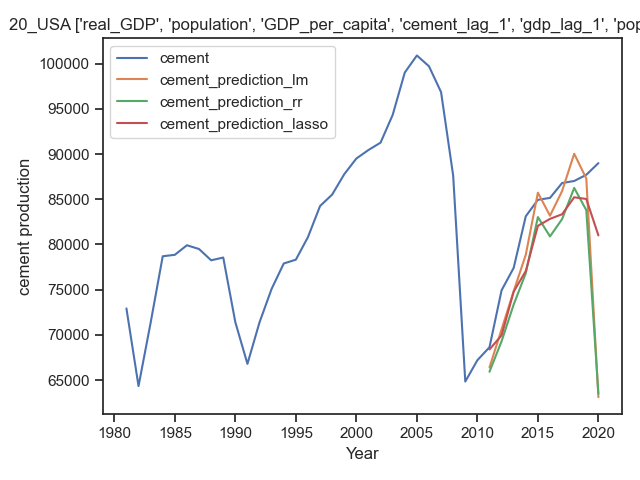 20_USA ['real_GDP', 'population', 'GDP_per_capita', 'cement_lag_1', 'gdp_lag_1', 'pop
cement
cement_prediction_lm
cement_prediction_rr
cement_prediction_lasso
cement production
100000
95000
90000
85000
80000
75000
70000
65000
1980 1985 1990 1995 2000 2005 2010 2015 2020
Year